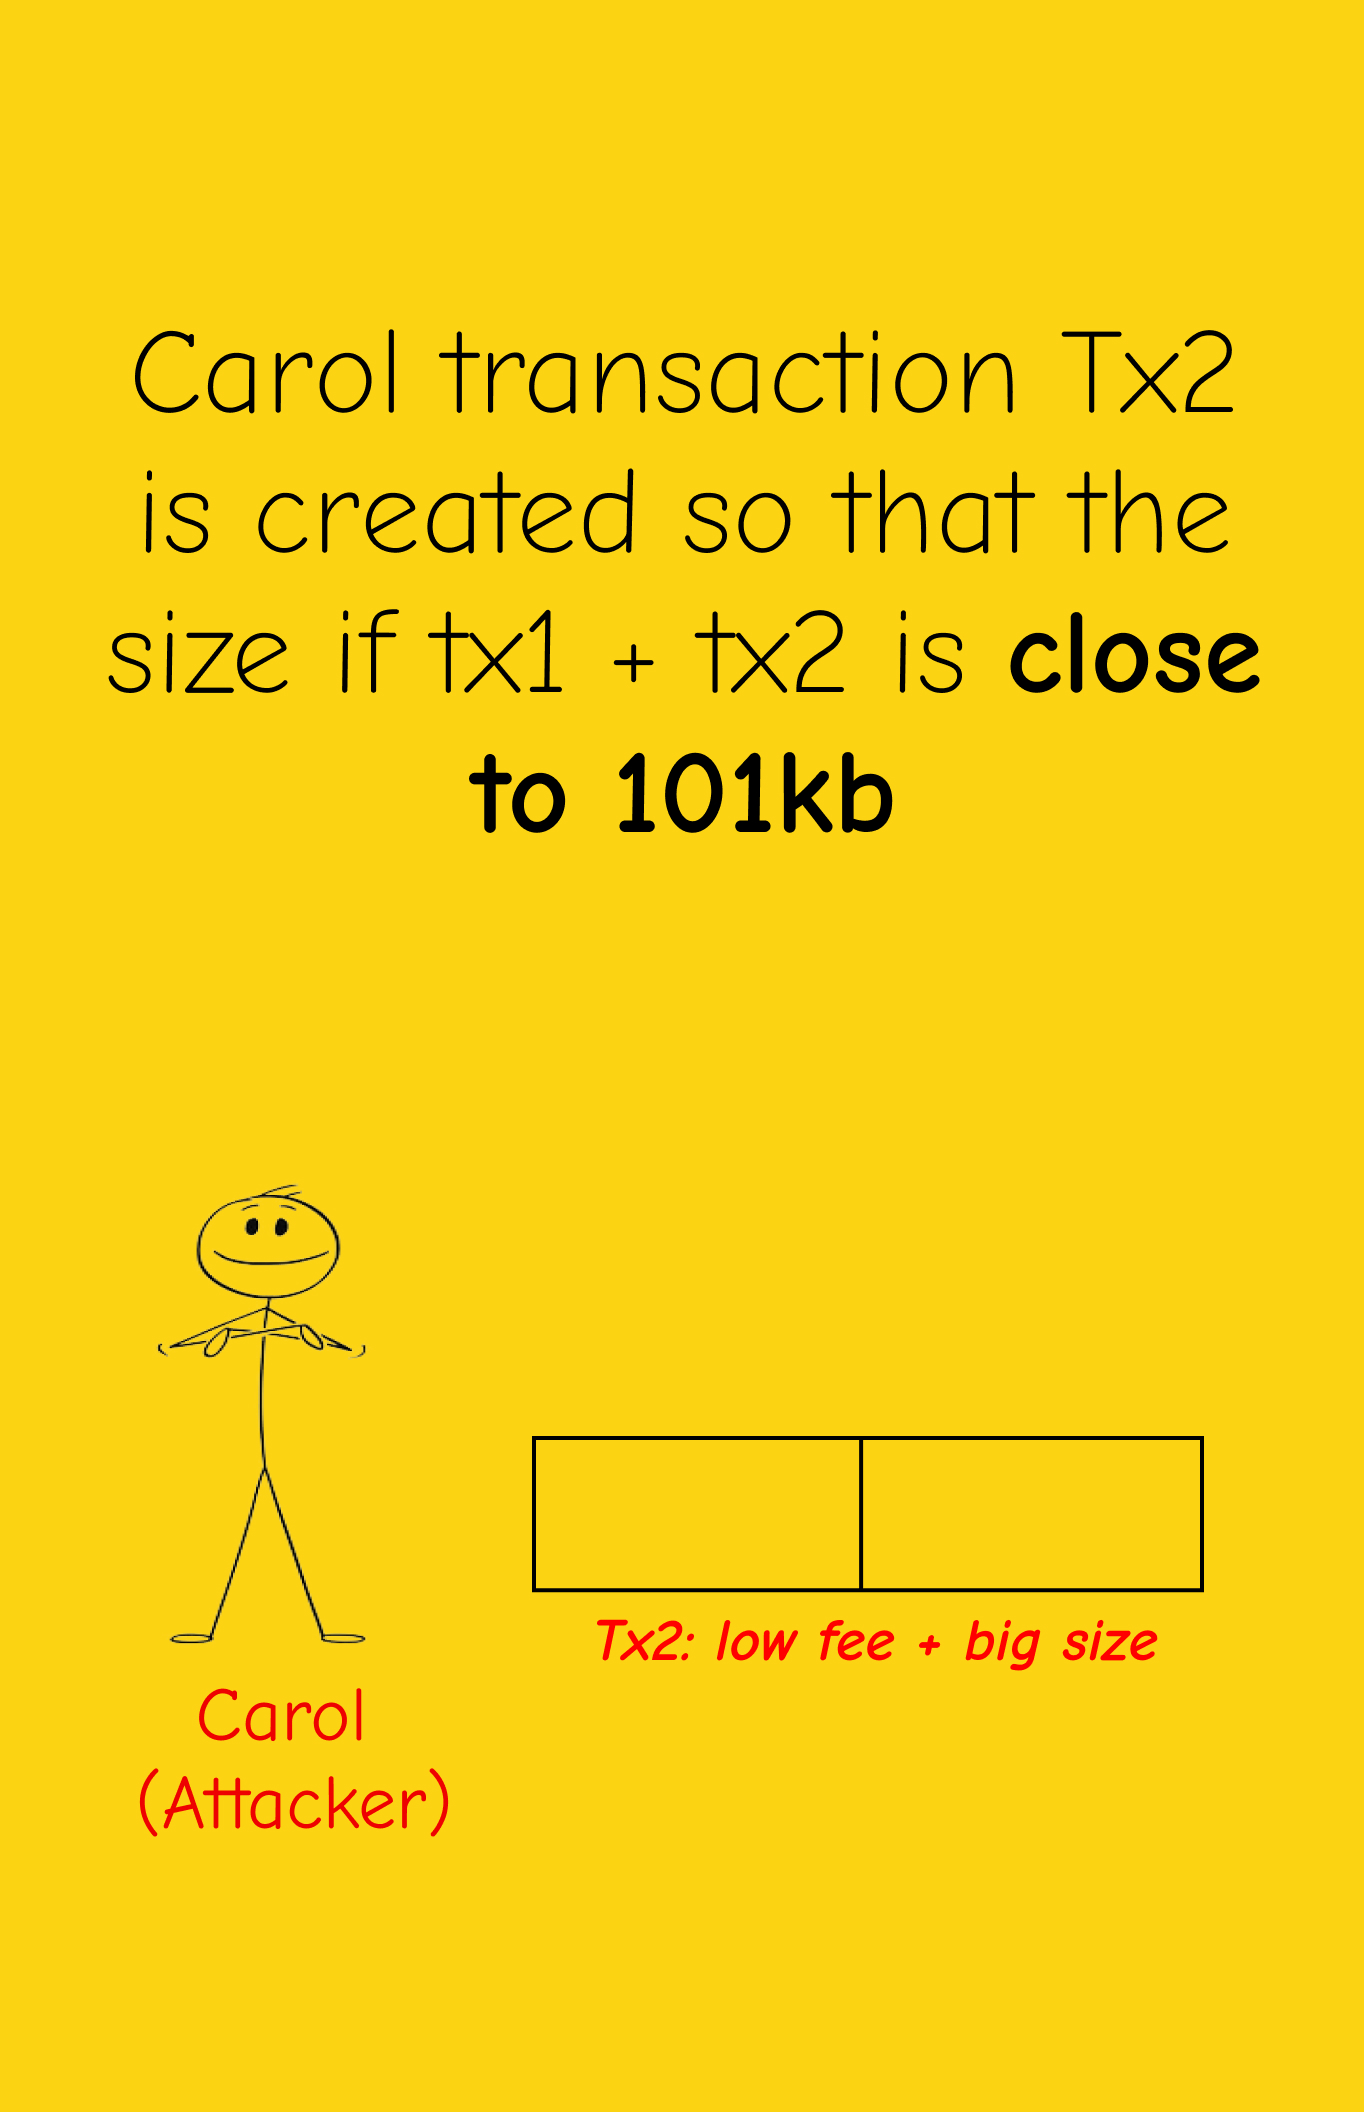 Carol transaction Tx2
is created so that the
size if tx1 + tx2 is close
to 101kb
Tx2: low fee + big size
Carol
(Attacker)